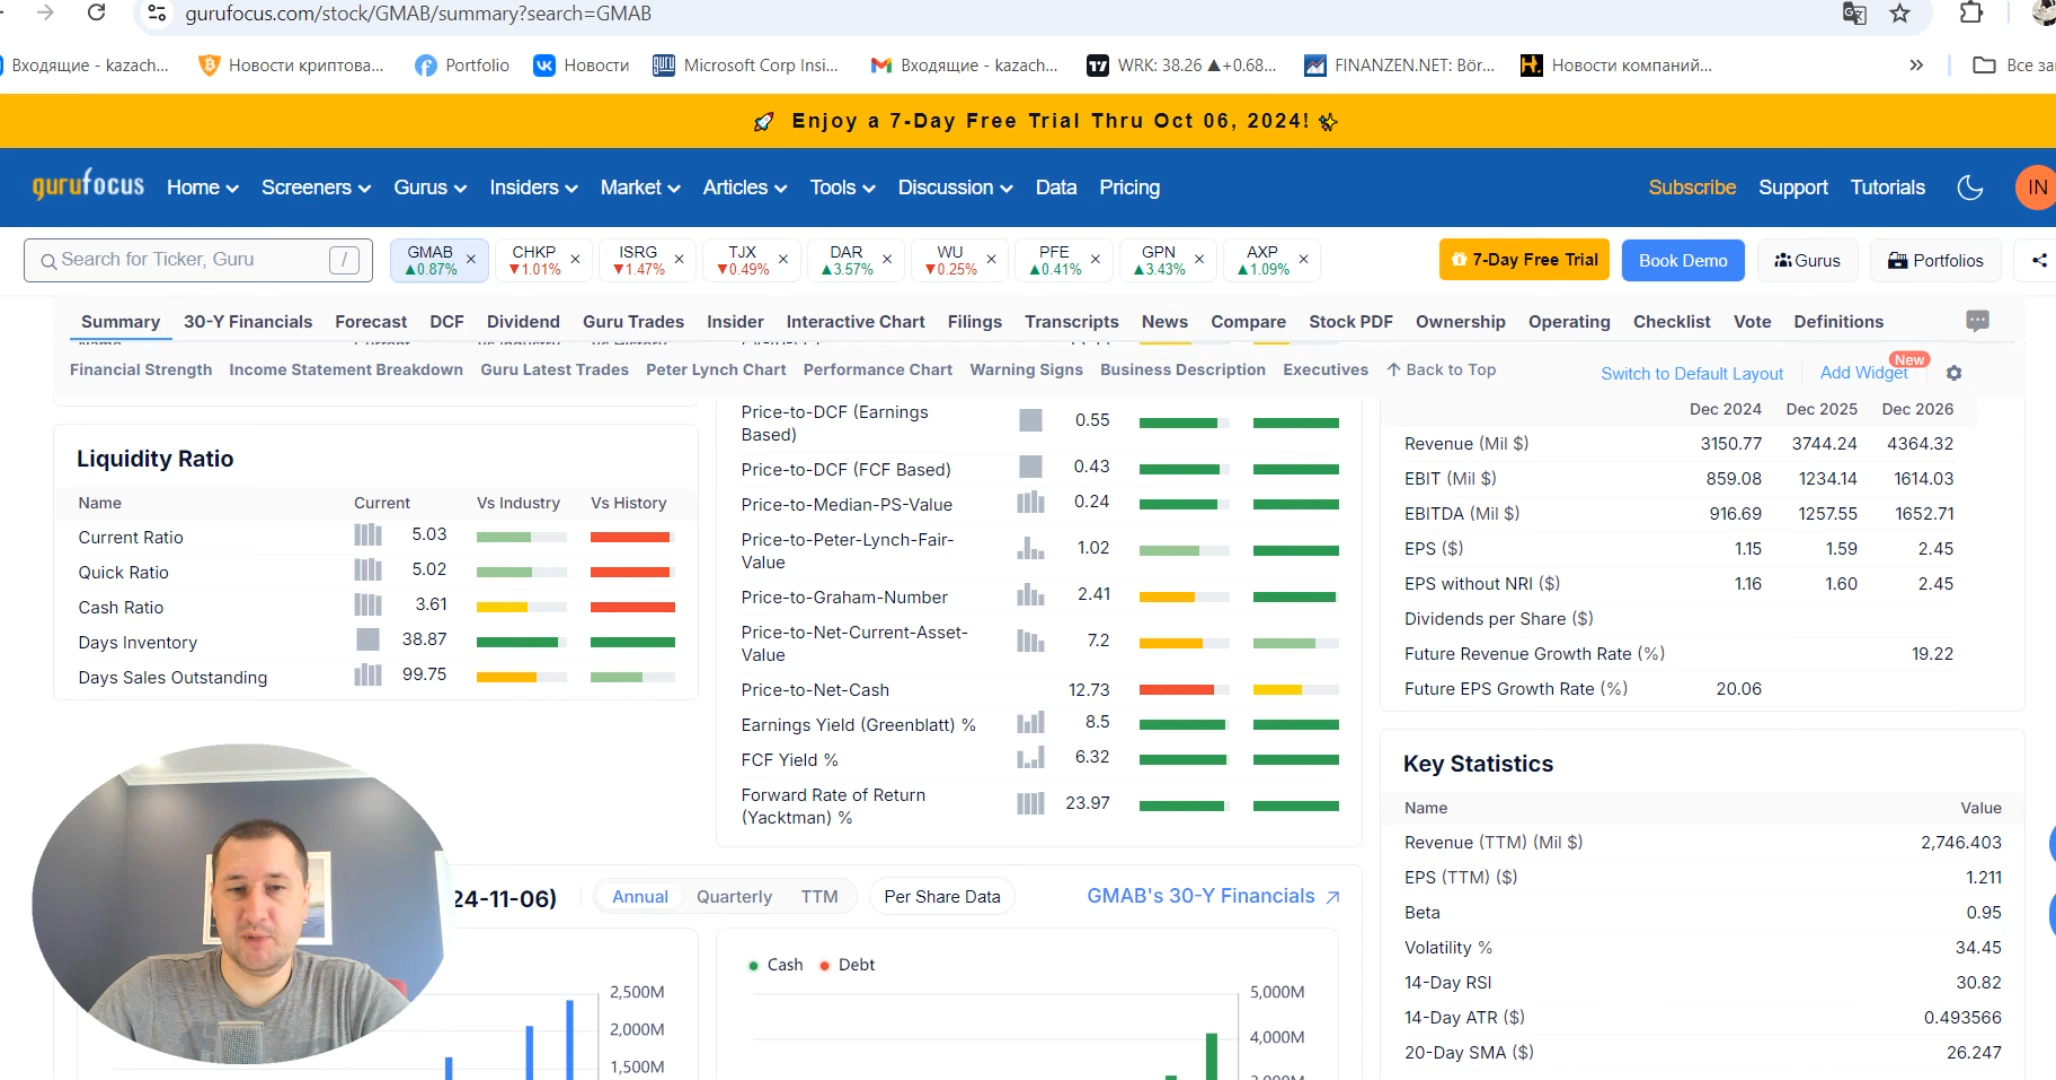 gurufocus.com/stock/GMAB/summary?search=GMAB
Входящие - kazach...
Новости криптова...
Portfolio
Новости
Microsoft Corp Insi...
Входящие - kazach...
WRK: 38.26 ▲+0.68...
FINANZEN.NET: Bör...
Новости компаний...
»
🚀 Enjoy a 7-Day Free Trial Thru Oct 06, 2024!
gurufocus Home Screeners Gurus Insiders Market Articles Tools Discussion Data Pricing Subscribe Support Tutorials IN
Search for Ticker, Guru /
GMAB ▲0.87% ×
CHKP ▼1.01% ×
ISRG ▼1.47% ×
TJX ▼0.49% ×
DAR ▲3.57% ×
WU ▼0.25% ×
PFE ▲0.41% ×
GPN ▲3.43% ×
AXP ▲1.09% ×
7-Day Free Trial Book Demo Gurus Portfolios
Summary 30-Y Financials Forecast DCF Dividend Guru Trades Insider Interactive Chart Filings Transcripts News Compare Stock PDF Ownership Operating Checklist Vote Definitions
Financial Strength Income Statement Breakdown Guru Latest Trades Peter Lynch Chart Performance Chart Warning Signs Business Description Executives Back to Top Switch to Default Layout Add Widget New
Liquidity Ratio
Name Current Vs Industry Vs History
Current Ratio 5.03
Quick Ratio 5.02
Cash Ratio 3.61
Days Inventory 38.87
Days Sales Outstanding 99.75
Price-to-DCF (Earnings Based) 0.55
Price-to-DCF (FCF Based) 0.43
Price-to-Median-PS-Value 0.24
Price-to-Peter-Lynch-Fair-Value 1.02
Price-to-Graham-Number 2.41
Price-to-Net-Current-Asset-Value 7.2
Price-to-Net-Cash 12.73
Earnings Yield (Greenblatt) % 8.5
FCF Yield % 6.32
Forward Rate of Return (Yacktman) % 23.97
Dec 2024 Dec 2025 Dec 2026
Revenue (Mil $) 3150.77 3744.24 4364.32
EBIT (Mil $) 859.08 1234.14 1614.03
EBITDA (Mil $) 916.69 1257.55 1652.71
EPS ($) 1.15 1.59 2.45
EPS without NRI ($) 1.16 1.60 2.45
Dividends per Share ($)
Future Revenue Growth Rate (%) 19.22
Future EPS Growth Rate (%) 20.06
Key Statistics
Name Value
Revenue (TTM) (Mil $) 2,746.403
EPS (TTM) ($) 1.211
Beta 0.95
Volatility % 34.45
14-Day RSI 30.82
14-Day ATR ($) 0.493566
20-Day SMA ($) 26.247
24-11-06) Annual Quarterly TTM Per Share Data GMAB's 30-Y Financials
2,500M
2,000M
1,500M
Cash Debt
5,000M
4,000M